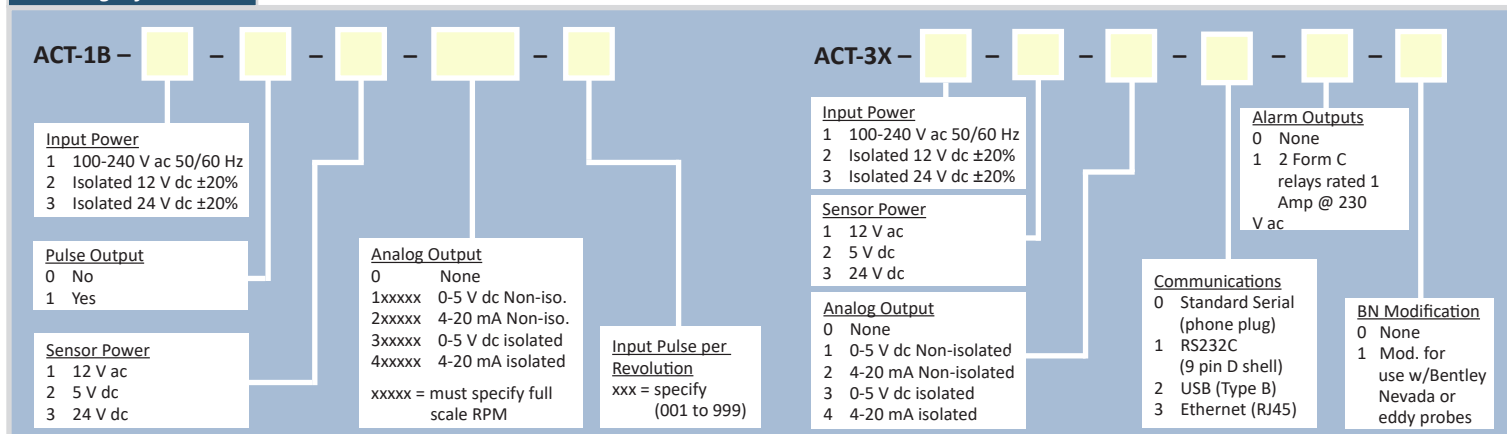 ACT-1B – – – – –
Input Power
1 100-240 V ac 50/60 Hz
2 Isolated 12 V dc ±20%
3 Isolated 24 V dc ±20%
Pulse Output
0 No
1 Yes
Sensor Power
1 12 V ac
2 5 V dc
3 24 V dc
Analog Output
0 None
1xxxxx 0-5 V dc Non-iso.
2xxxxx 4-20 mA Non-iso.
3xxxxx 0-5 V dc isolated
4xxxxx 4-20 mA isolated
xxxxx = must specify full
scale RPM
Input Pulse per
Revolution
xxx = specify
(001 to 999)
ACT-3X – – – – – –
Input Power
1 100-240 V ac 50/60 Hz
2 Isolated 12 V dc ±20%
3 Isolated 24 V dc ±20%
Sensor Power
1 12 V ac
2 5 V dc
3 24 V dc
Analog Output
0 None
1 0-5 V dc Non-isolated
2 4-20 mA Non-isolated
3 0-5 V dc isolated
4 4-20 mA isolated
Alarm Outputs
0 None
1 2 Form C
relays rated 1
Amp @ 230
V ac
Communications
0 Standard Serial
(phone plug)
1 RS232C
(9 pin D shell)
2 USB (Type B)
3 Ethernet (RJ45)
BN Modification
0 None
1 Mod. for
use w/Bentley
Nevada or
eddy probes